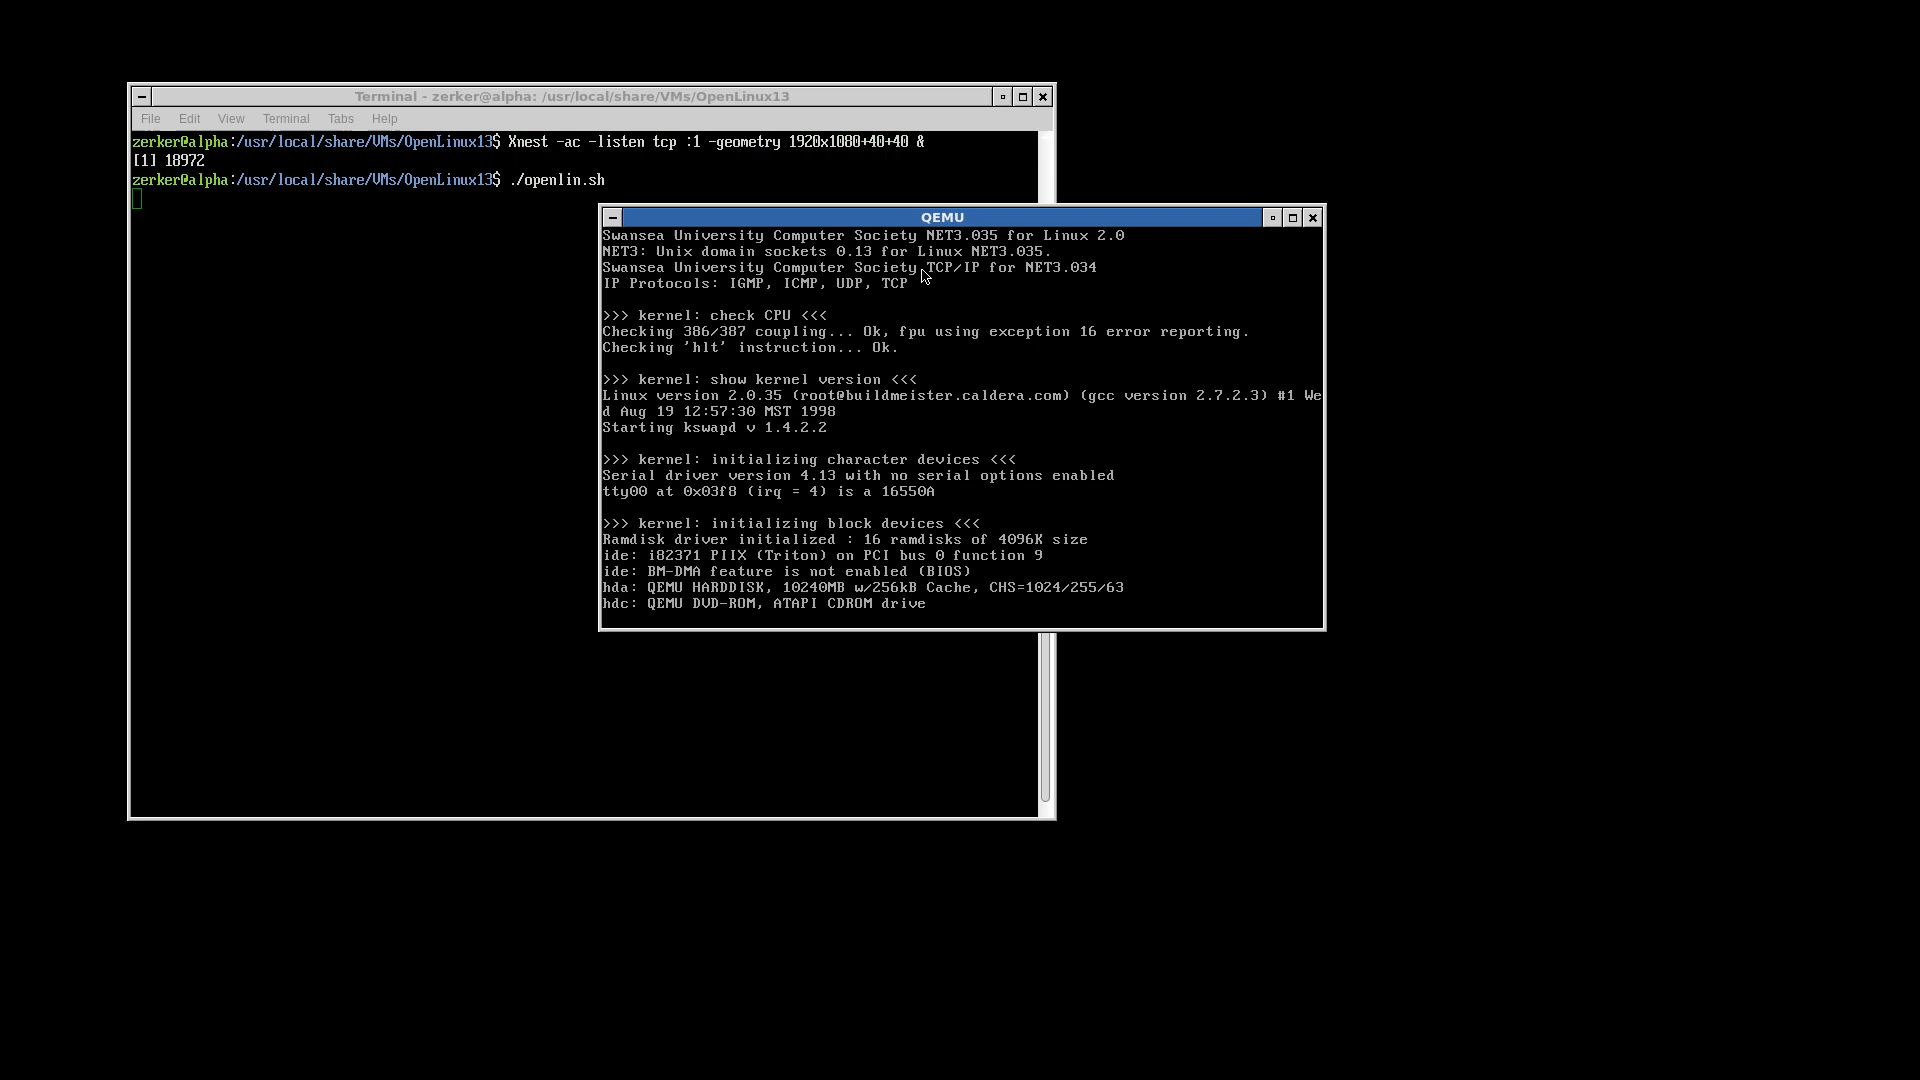 Terminal - zerker@alpha: /usr/local/share/VMs/OpenLinux13
File Edit View Terminal Tabs Help
zerker@alpha:/usr/local/share/VMs/OpenLinux13$ Xnest -ac -listen tcp :1 -geometry 1920x1080+40+40 &
[1] 18972
zerker@alpha:/usr/local/share/VMs/OpenLinux13$ ./openlin.sh
QEMU
Swansea University Computer Society NET3.035 for Linux 2.0
NET3: Unix domain sockets 0.13 for Linux NET3.035.
Swansea University Computer Society TCP/IP for NET3.034
IP Protocols: IGMP, ICMP, UDP, TCP
>>> kernel: check CPU <<<
Checking 386/387 coupling... Ok, fpu using exception 16 error reporting.
Checking 'hlt' instruction... Ok.
>>> kernel: show kernel version <<<
Linux version 2.0.35 (root@buildmeister.caldera.com) (gcc version 2.7.2.3) #1 We
d Aug 19 12:57:30 MST 1998
Starting kswapd v 1.4.2.2
>>> kernel: initializing character devices <<<
Serial driver version 4.13 with no serial options enabled
tty00 at 0x03f8 (irq = 4) is a 16550A
>>> kernel: initializing block devices <<<
Ramdisk driver initialized : 16 ramdisks of 4096K size
ide: i82371 PIIX (Triton) on PCI bus 0 function 9
ide: BM-DMA feature is not enabled (BIOS)
hda: QEMU HARDDISK, 10240MB w/256kB Cache, CHS=1024/255/63
hdc: QEMU DVD-ROM, ATAPI CDROM drive